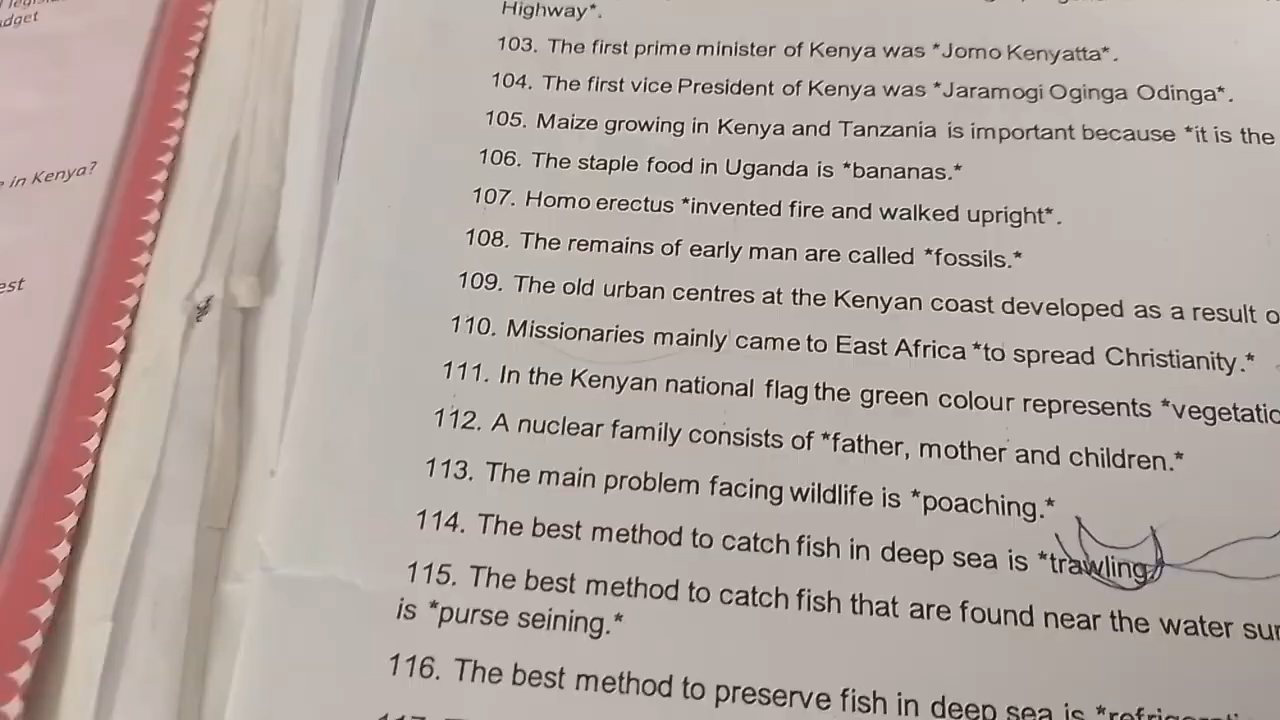 udget
in Kenya?
est
Highway*.
103. The first prime minister of Kenya was *Jomo Kenyatta*.
104. The first vice President of Kenya was *Jaramogi Oginga Odinga*.
105. Maize growing in Kenya and Tanzania is important because *it is the
106. The staple food in Uganda is *bananas.*
107. Homo erectus *invented fire and walked upright*.
108. The remains of early man are called *fossils.*
109. The old urban centres at the Kenyan coast developed as a result o
110. Missionaries mainly came to East Africa *to spread Christianity.*
111. In the Kenyan national flag the green colour represents *vegetatio
112. A nuclear family consists of *father, mother and children.*
113. The main problem facing wildlife is *poaching.*
114. The best method to catch fish in deep sea is *trawling
115. The best method to catch fish that are found near the water sur
is *purse seining.*
116. The best method to preserve fish in deep sea is